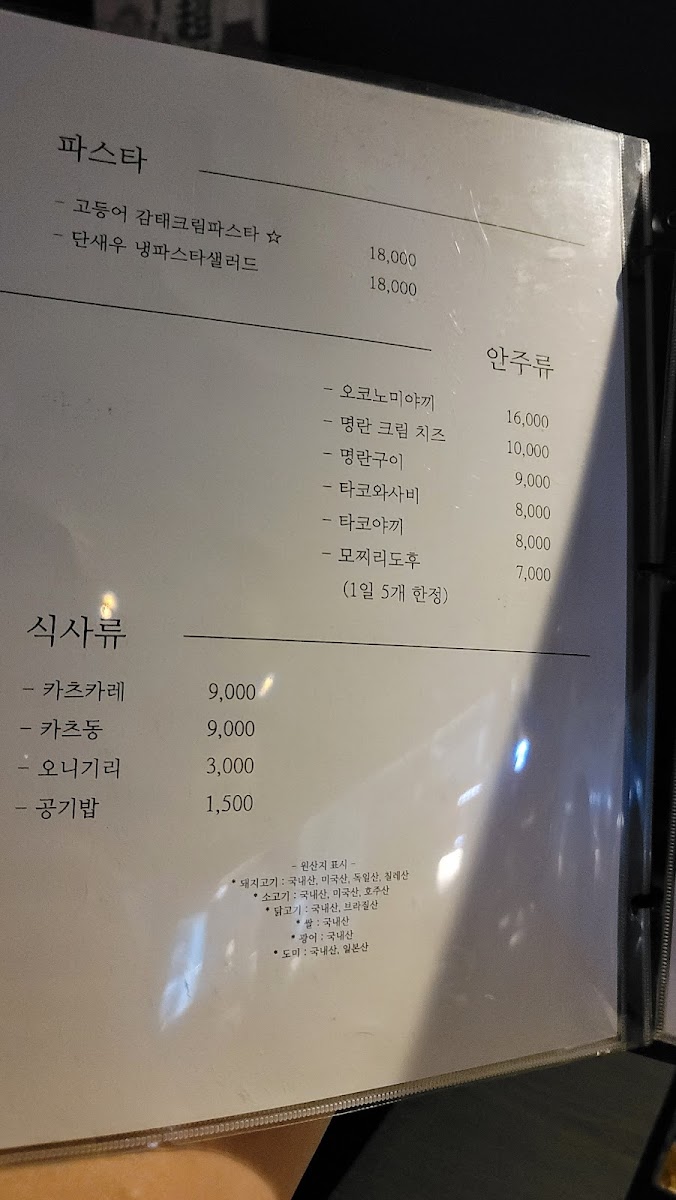 파스타
- 고등어 감태크림파스타 ☆ 18,000
- 단새우 냉파스타샐러드 18,000
안주류
- 오코노미야끼 16,000
- 명란 크림 치즈 10,000
- 명란구이 9,000
- 타코와사비 8,000
- 타코야끼 8,000
- 모찌리도후 7,000
(1일 5개 한정)
식사류
- 카츠카레 9,000
- 카츠동 9,000
- 오니기리 3,000
- 공기밥 1,500
- 원산지 표시 -
• 돼지고기 : 국내산, 미국산, 독일산, 칠레산
• 소고기 : 국내산, 미국산, 호주산
• 닭고기 : 국내산, 브라질산
• 쌀 : 국내산
• 광어 : 국내산
• 도미 : 국내산, 일본산